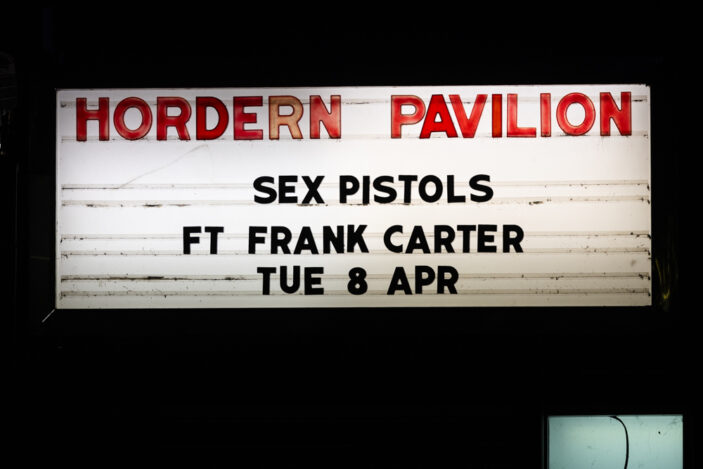 HORDERN PAVILION
SEX PISTOLS
FT FRANK CARTER
TUE 8 APR